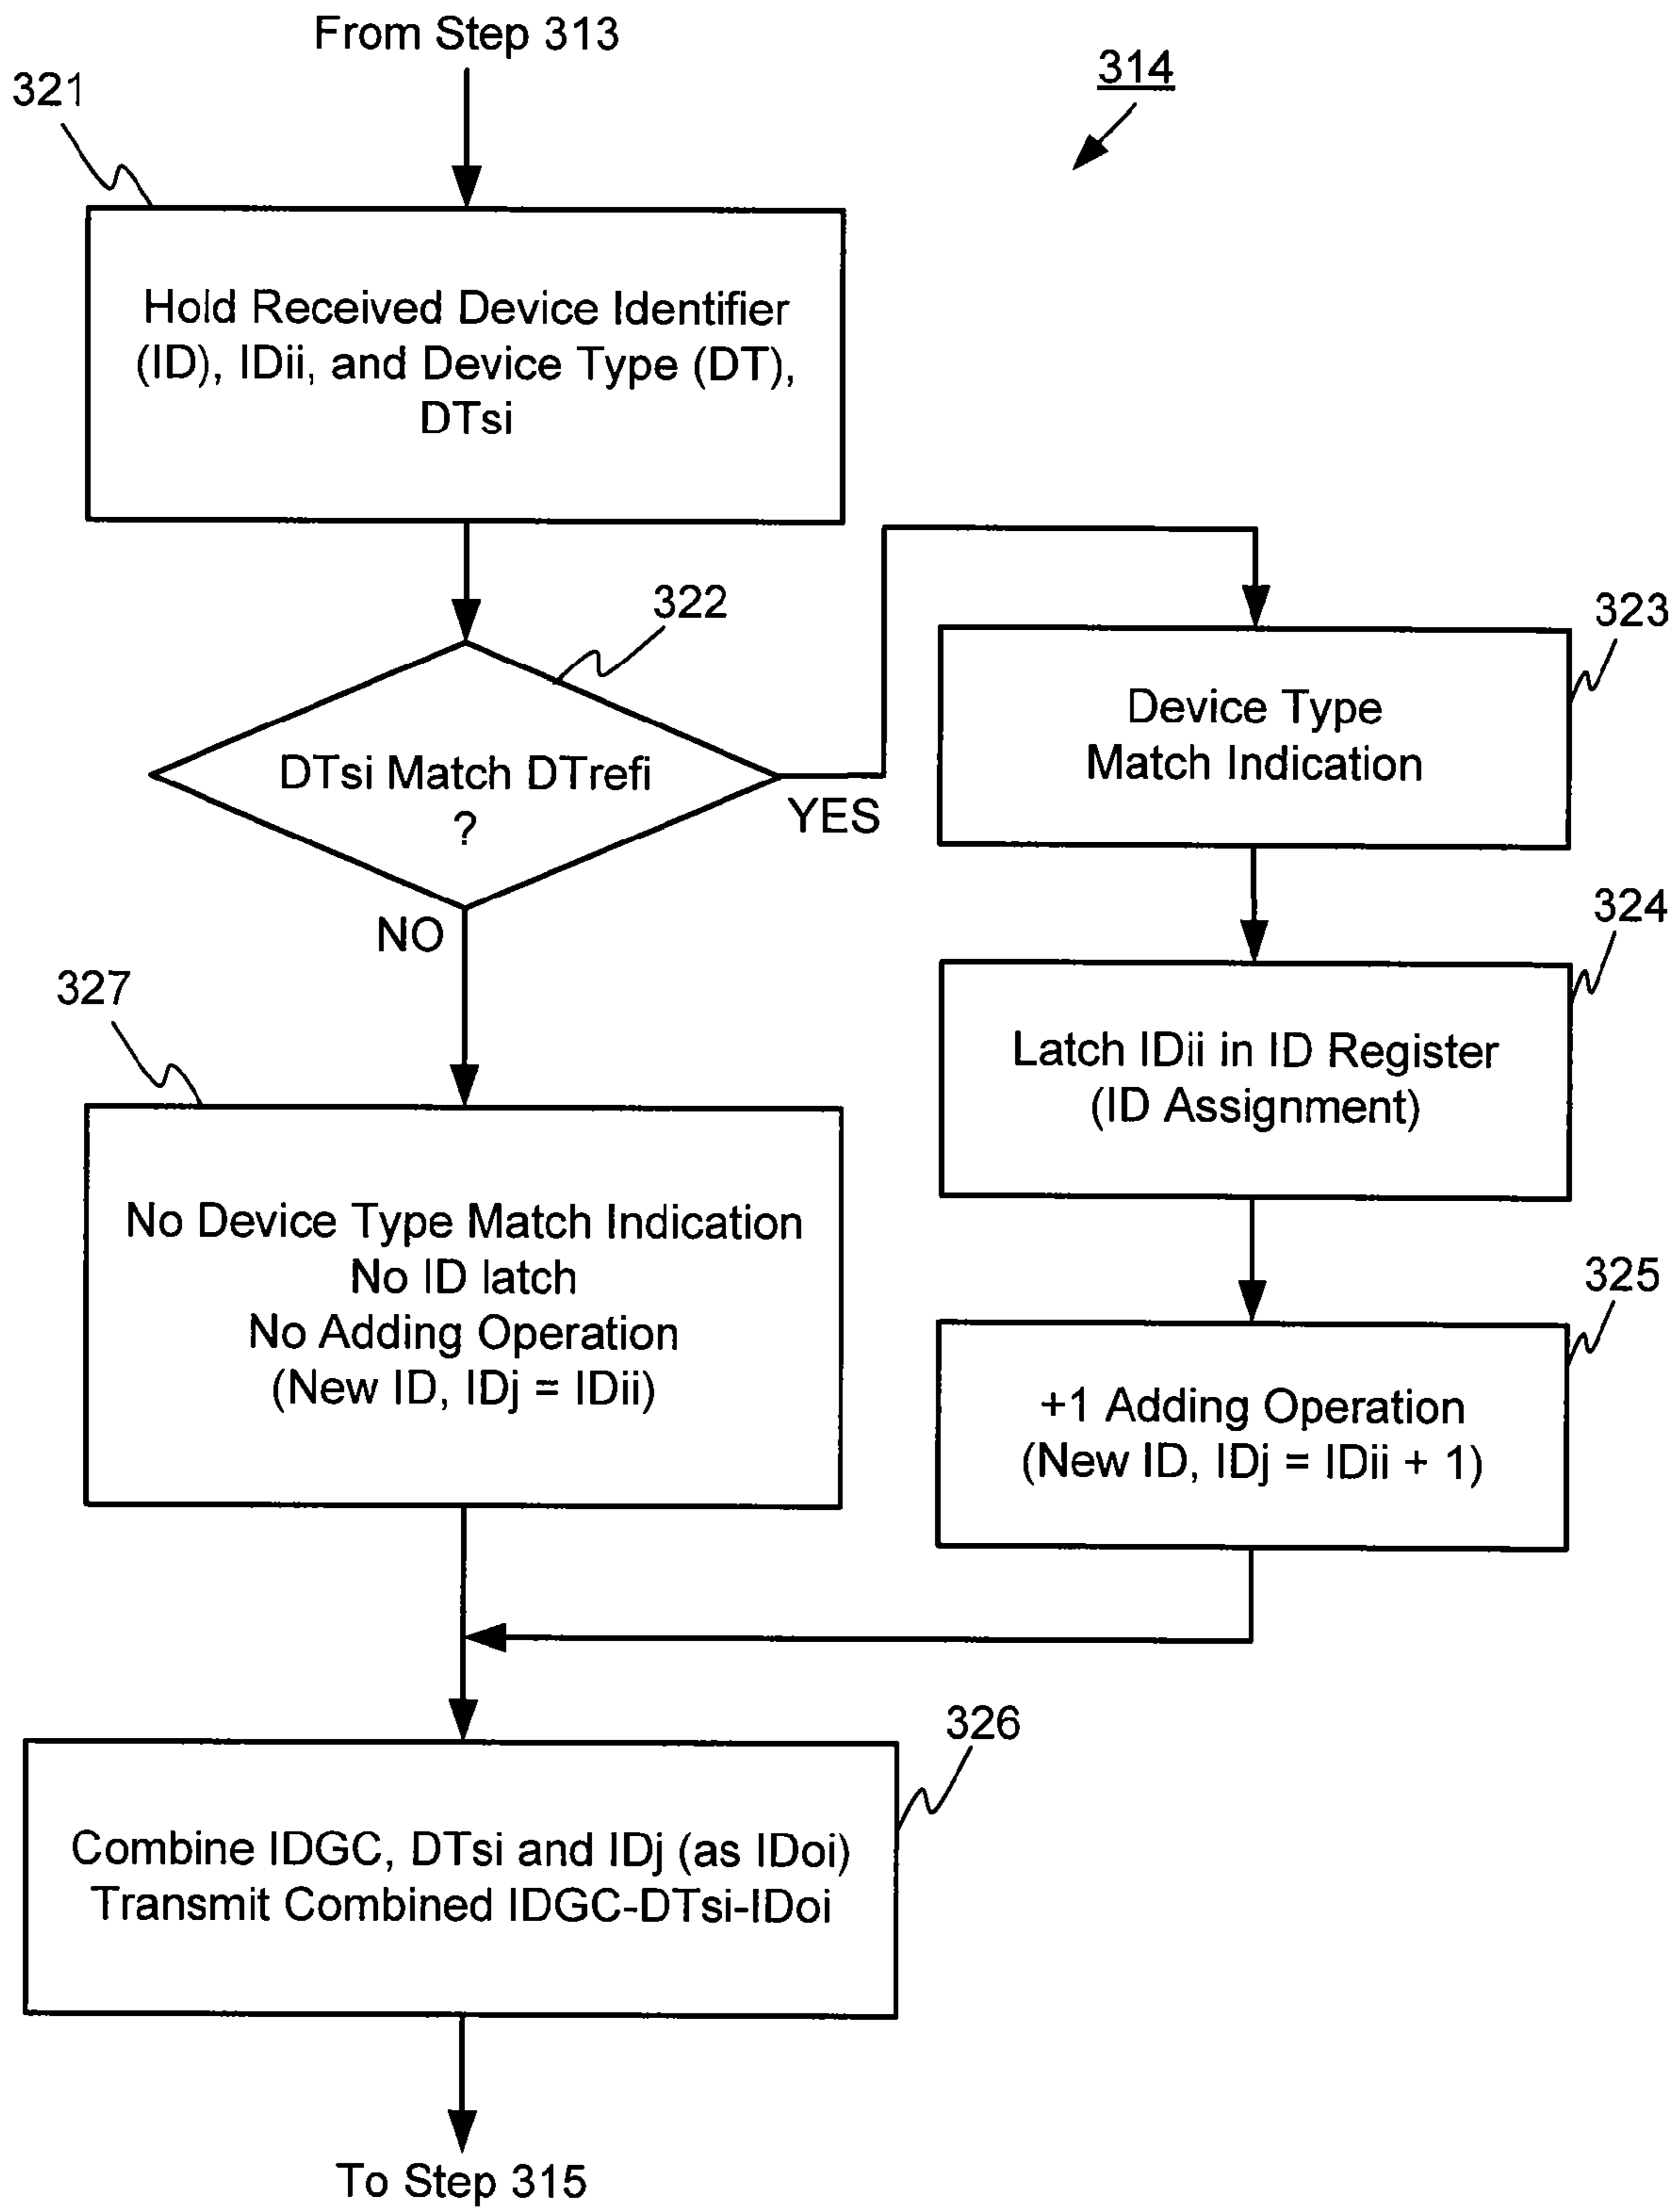 From Step 313
314
321
Hold Received Device Identifier
(ID), IDii, and Device Type (DT),
DTsi
322
DTsi Match DTrefi
?
YES
NO
323
Device Type
Match Indication
324
Latch IDii in ID Register
(ID Assignment)
325
+1 Adding Operation
(New ID, IDj = IDii + 1)
327
No Device Type Match Indication
No ID latch
No Adding Operation
(New ID, IDj = IDii)
326
Combine IDGC, DTsi and IDj (as IDoi)
Transmit Combined IDGC-DTsi-IDoi
To Step 315